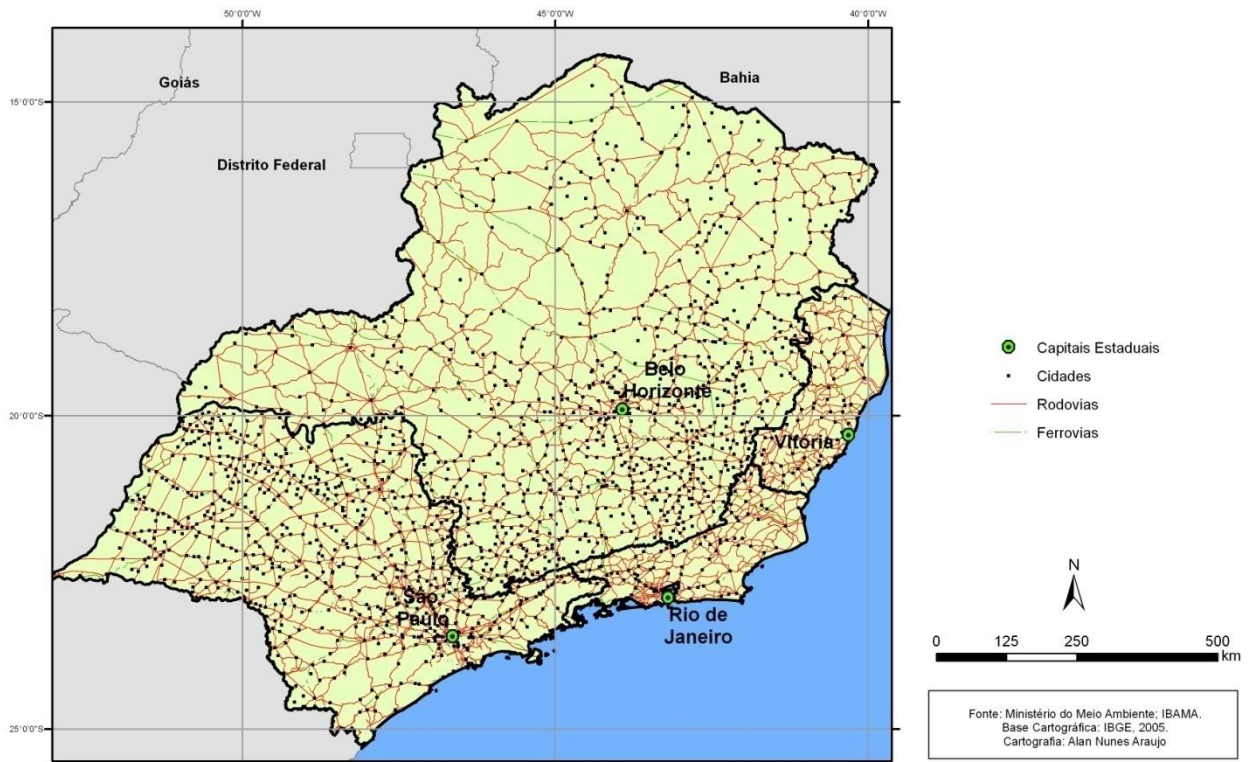 50°0'0"W
45°0'0"W
40°0'0"W
Goiás
Bahia
15°0'0"S
Distrito Federal
Belo
Horizonte
20°0'0"S
Vitória
São
Paulo
Rio de
Janeiro
25°0'0"S
Capitais Estaduais
Cidades
Rodovias
Ferrovias
N
0 125 250 500
km
Fonte: Ministério do Meio Ambiente; IBAMA.
Base Cartográfica: IBGE, 2005.
Cartografia: Alan Nunes Araujo